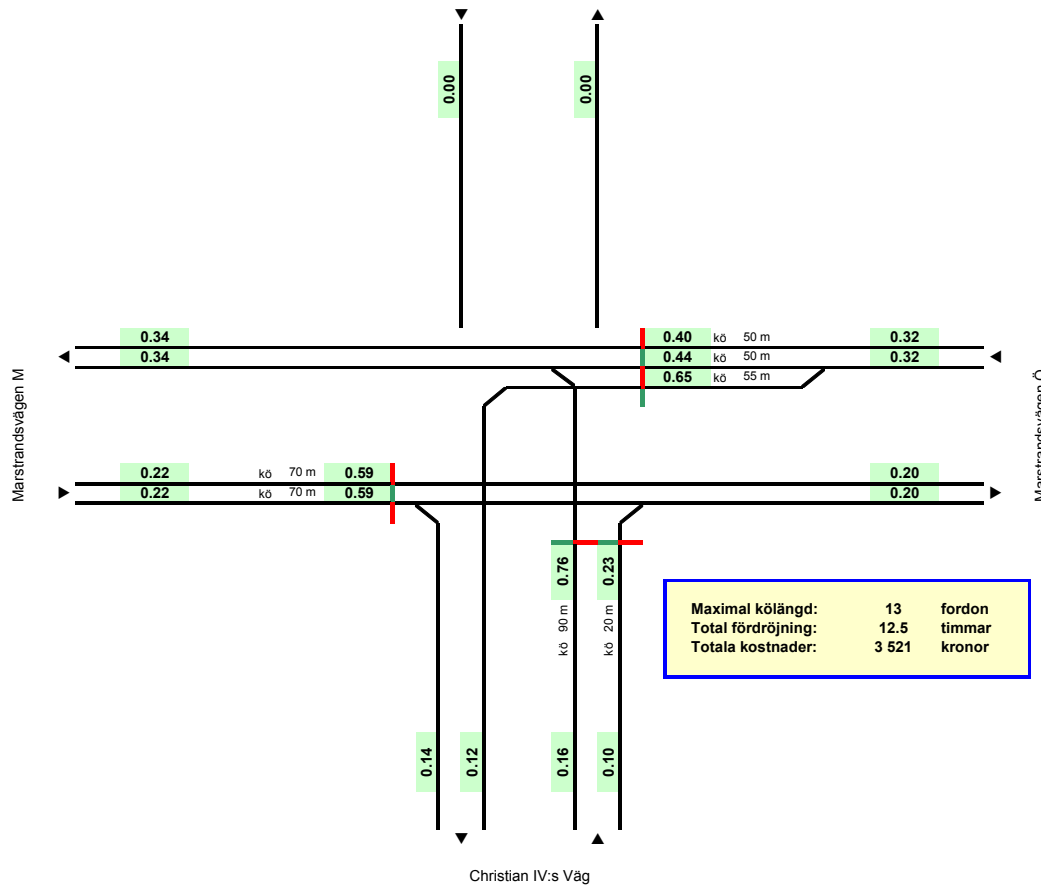 0.00
0.00
0.34
0.40 kö 50 m
0.32
0.34
0.44 kö 50 m
0.32
0.65 kö 55 m
Marstrandsvägen M
Marstrandsvägen Ö
0.22
kö 70 m
0.59
0.20
0.22
kö 70 m
0.59
0.20
0.76
0.23
kö 90 m
kö 20 m
Maximal kölängd: 13 fordon
Total fördröjning: 12.5 timmar
Totala kostnader: 3 521 kronor
0.14
0.12
0.16
0.10
Christian IV:s Väg